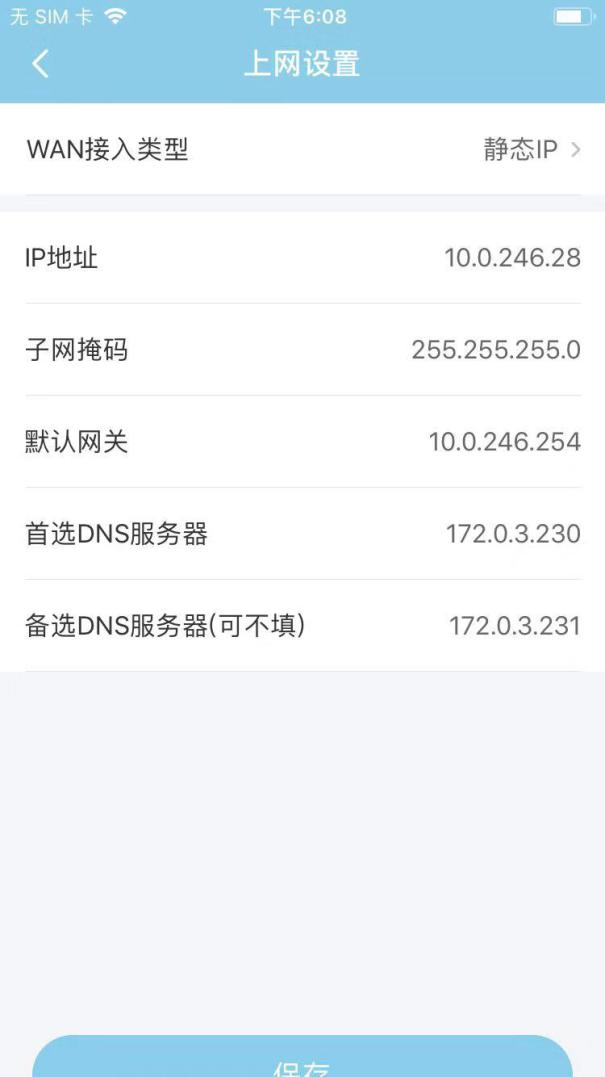 无 SIM 卡 下午6:08
上网设置
WAN接入类型 静态IP
IP地址 10.0.246.28
子网掩码 255.255.255.0
默认网关 10.0.246.254
首选DNS服务器 172.0.3.230
备选DNS服务器(可不填) 172.0.3.231
保存